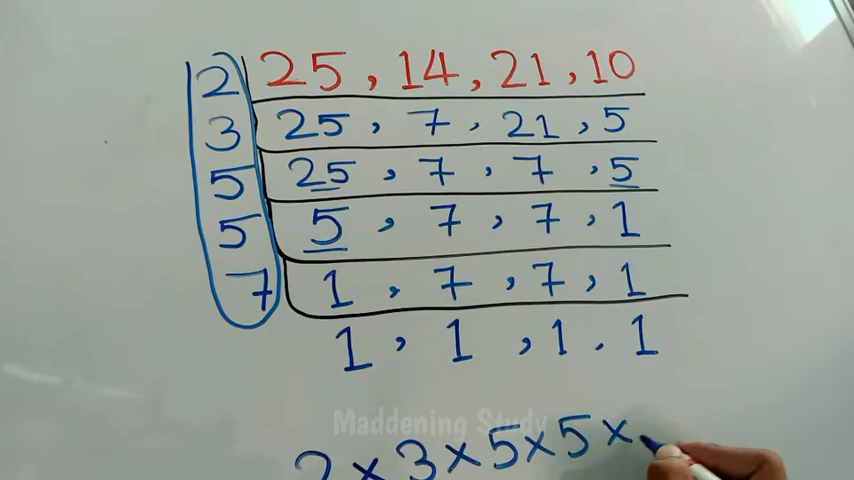 2 25, 14, 21, 10
3 25, 7, 21, 5
5 25, 7, 7, 5
5 5, 7, 7, 1
7 1, 7, 7, 1
1, 1, 1. 1
Maddening Study
2 × 3 × 5 × 5 ×